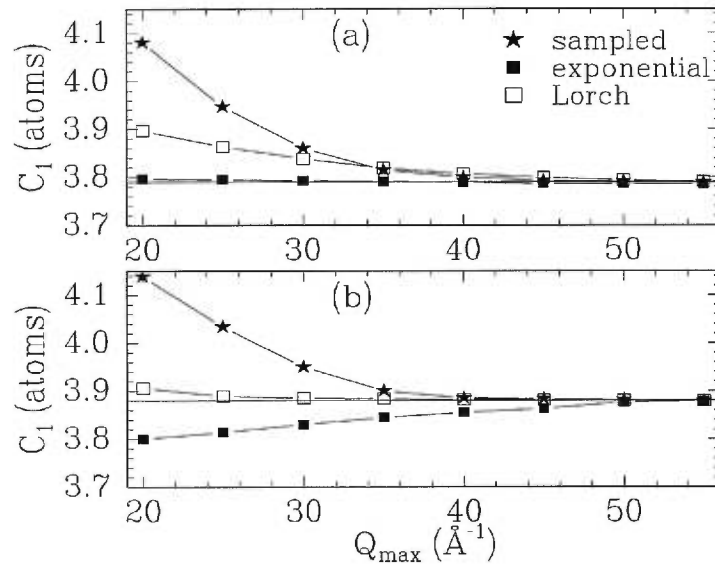 (a)
sampled
exponential
Lorch
C₁ (atoms)
4.1
4.0
3.9
3.8
3.7
20
30
40
50
(b)
C₁ (atoms)
4.1
4.0
3.9
3.8
3.7
20
30
40
50
Qₘₐₓ (Å⁻¹)